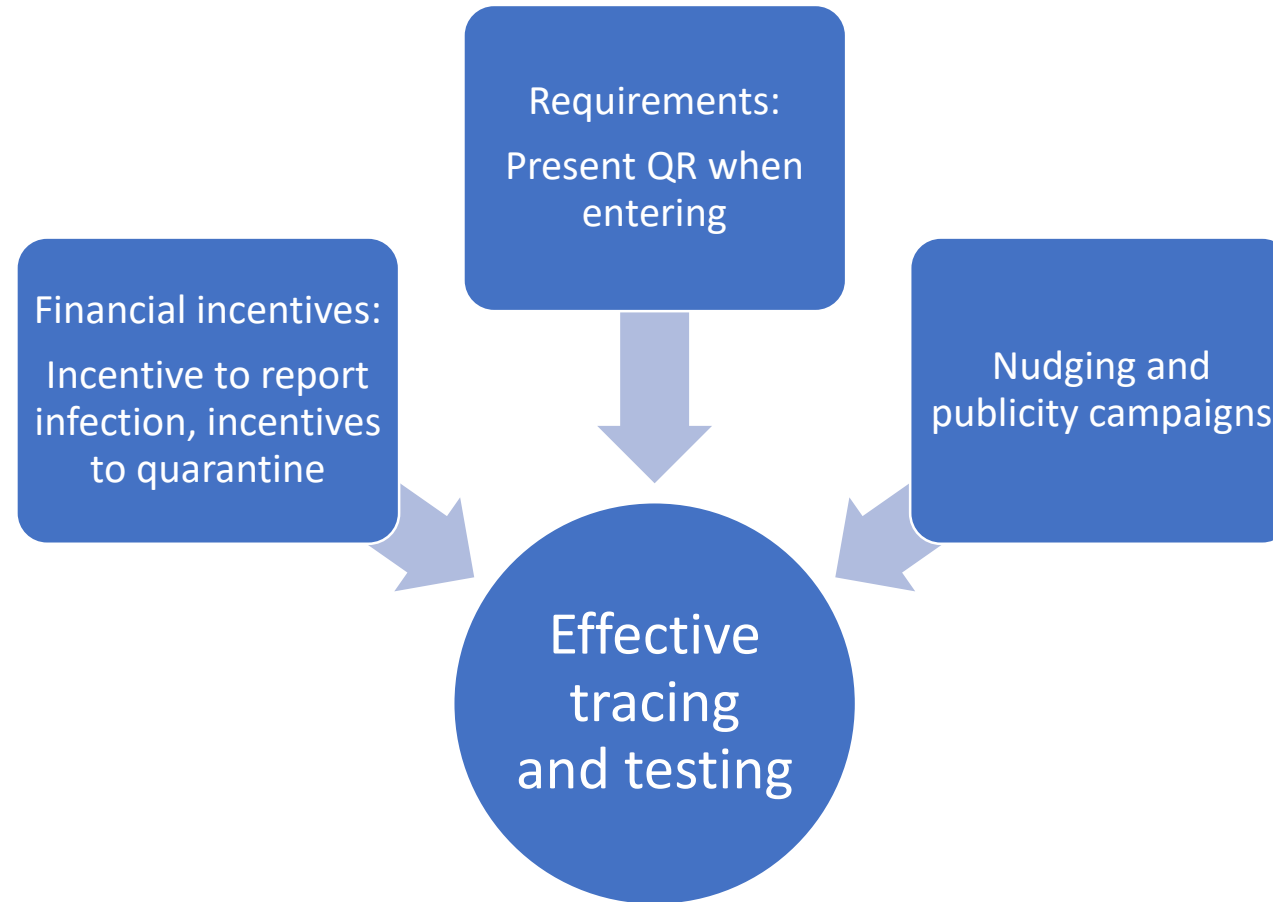 Requirements:
Present QR when
entering
Financial incentives:
Incentive to report
infection, incentives
to quarantine
Nudging and
publicity campaigns
Effective
tracing
and testing